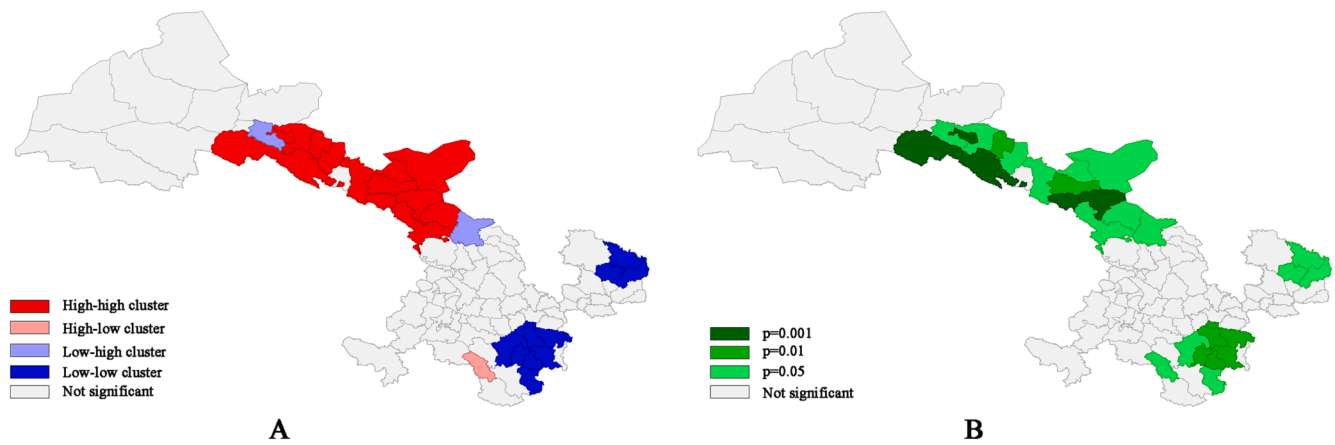 High-high cluster
High-low cluster
Low-high cluster
Low-low cluster
Not significant
A
p=0.001
p=0.01
p=0.05
Not significant
B